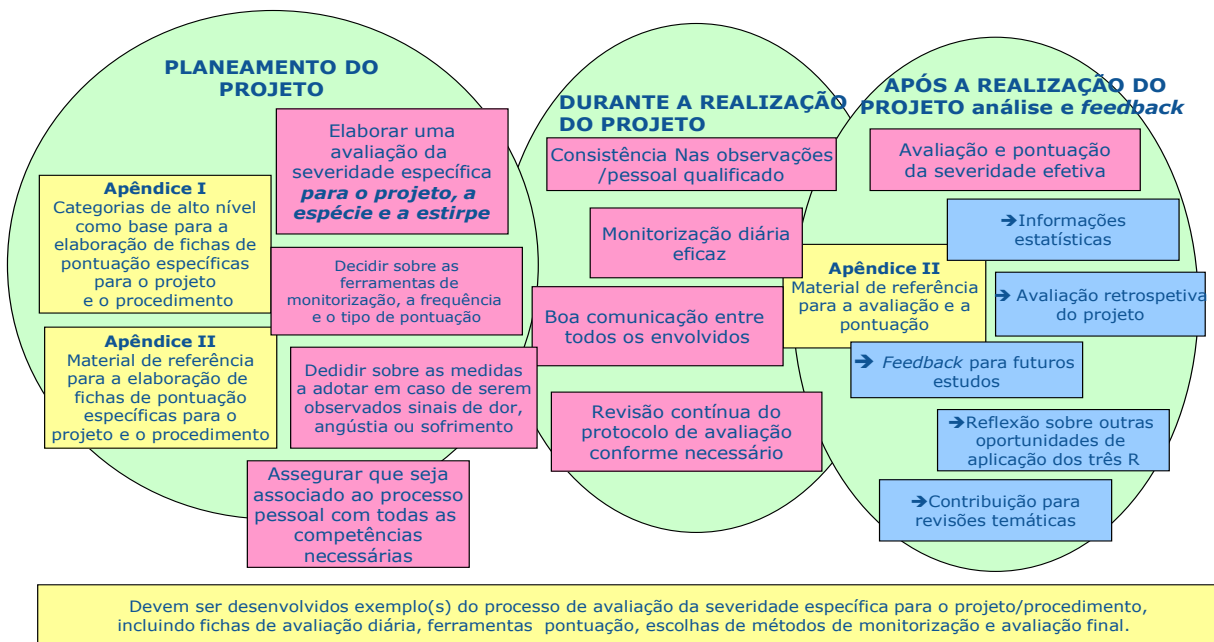 PLANEAMENTO DO
PROJETO
Elaborar uma
avaliação da
severidade específica
para o projeto, a
espécie e a estirpe
Apêndice I
Categorias de alto nível
como base para a
elaboração de fichas de
pontuação específicas
para o projeto
e o procedimento
Decidir sobre as
ferramentas de
monitorização, a frequência
e o tipo de pontuação
Apêndice II
Material de referência
para a elaboração de
fichas de pontuação
específicas para o
projeto e o procedimento
Dedidir sobre as medidas
a adotar em caso de serem
observados sinais de dor,
angústia ou sofrimento
Assegurar que seja
associado ao processo
pessoal com todas as
competências
necessárias
DURANTE A REALIZAÇÃO
DO PROJETO
Consistência Nas observações
/pessoal qualificado
Monitorização diária
eficaz
Boa comunicação entre
todos os envolvidos
Revisão contínua do
protocolo de avaliação
conforme necessário
APÓS A REALIZAÇÃO DO
PROJETO análise e feedback
Avaliação e pontuação
da severidade efetiva
➔Informações
estatísticas
Apêndice II
Material de referência
para a avaliação e a
pontuação
➔ Avaliação retrospetiva
do projeto
➔ Feedback para futuros
estudos
➔Reflexão sobre outras
oportunidades de
aplicação dos três R
➔Contribuição para
revisões temáticas
Devem ser desenvolvidos exemplo(s) do processo de avaliação da severidade específica para o projeto/procedimento,
incluindo fichas de avaliação diária, ferramentas pontuação, escolhas de métodos de monitorização e avaliação final.